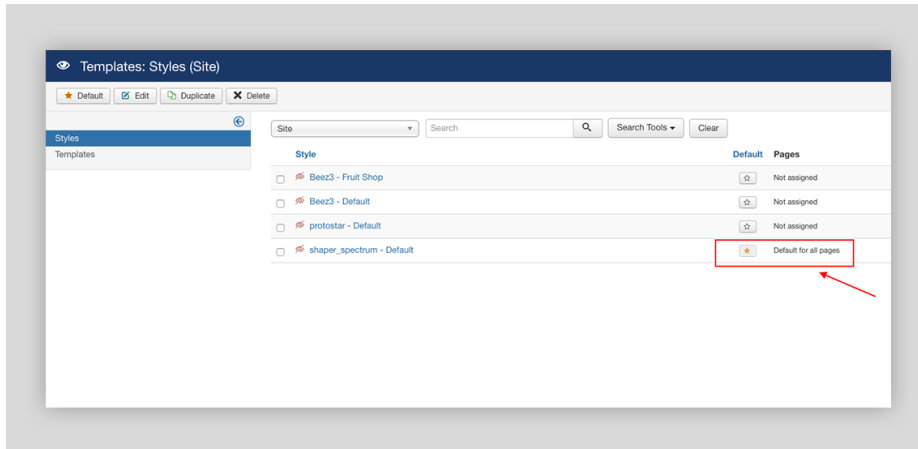 Templates: Styles (Site)
Default Edit Duplicate Delete
Styles
Templates
Site Search Search Tools Clear
Style Default Pages
Beez3 - Fruit Shop Not assigned
Beez3 - Default Not assigned
protostar - Default Not assigned
shaper_spectrum - Default Default for all pages